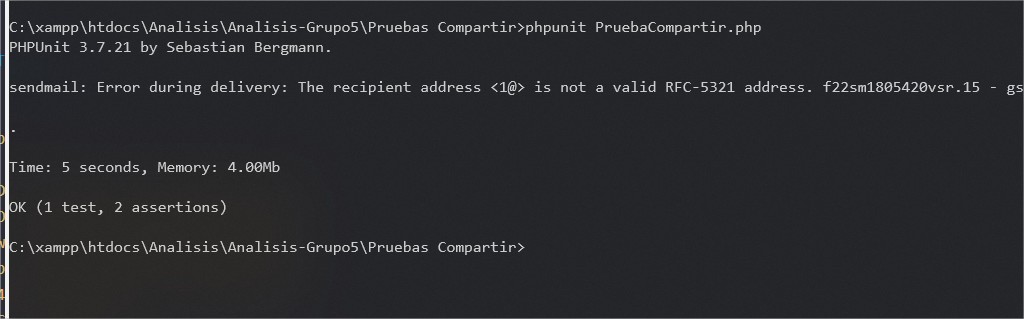 C:\xampp\htdocs\Analisis\Analisis-Grupo5\Pruebas Compartir>phpunit PruebaCompartir.php
PHPUnit 3.7.21 by Sebastian Bergmann.
sendmail: Error during delivery: The recipient address <1@> is not a valid RFC-5321 address. f22sm1805420vsr.15 - gs
.
Time: 5 seconds, Memory: 4.00Mb
OK (1 test, 2 assertions)
C:\xampp\htdocs\Analisis\Analisis-Grupo5\Pruebas Compartir>